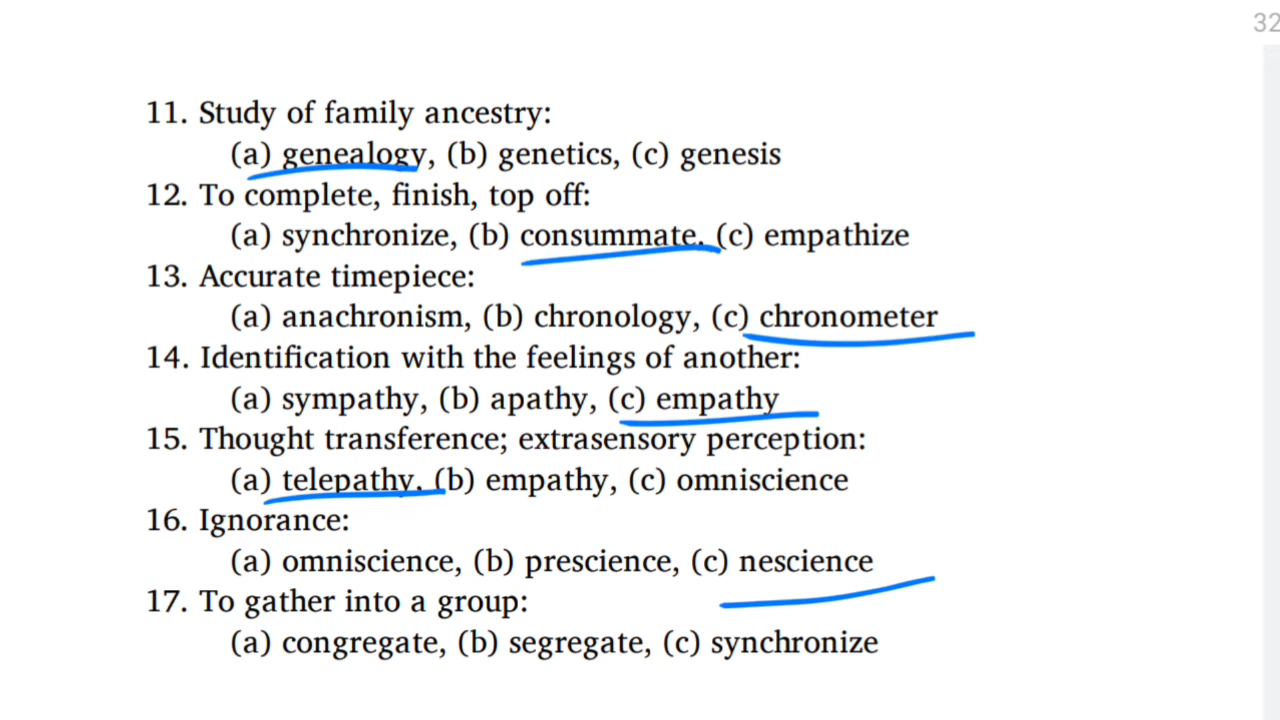 32
11. Study of family ancestry:
(a) genealogy, (b) genetics, (c) genesis
12. To complete, finish, top off:
(a) synchronize, (b) consummate, (c) empathize
13. Accurate timepiece:
(a) anachronism, (b) chronology, (c) chronometer
14. Identification with the feelings of another:
(a) sympathy, (b) apathy, (c) empathy
15. Thought transference; extrasensory perception:
(a) telepathy, (b) empathy, (c) omniscience
16. Ignorance:
(a) omniscience, (b) prescience, (c) nescience
17. To gather into a group:
(a) congregate, (b) segregate, (c) synchronize